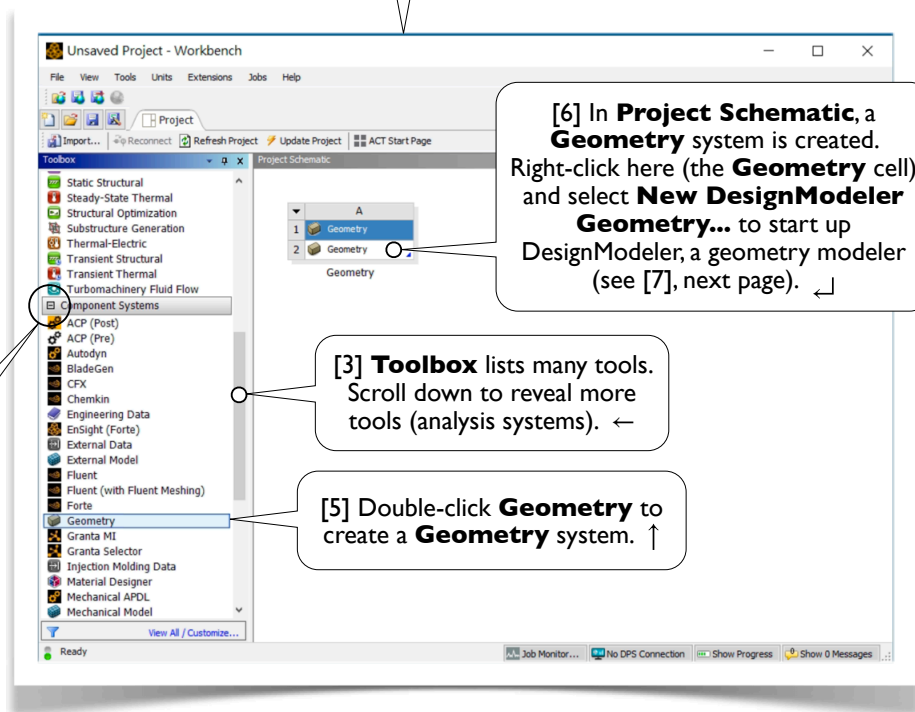 Unsaved Project - Workbench
File View Tools Units Extensions Jobs Help
Project
Import... Reconnect Refresh Project Update Project ACT Start Page
Toolbox
Project Schematic
Static Structural
Steady-State Thermal
Structural Optimization
Substructure Generation
Thermal-Electric
Transient Structural
Transient Thermal
Turbomachinery Fluid Flow
Component Systems
ACP (Post)
ACP (Pre)
Autodyn
BladeGen
CFX
Chemkin
Engineering Data
EnSight (Forte)
External Data
External Model
Fluent
Fluent (with Fluent Meshing)
Forte
Geometry
Granta MI
Granta Selector
Injection Molding Data
Material Designer
Mechanical APDL
Mechanical Model
View All / Customize...
A
1 Geometry
2 Geometry
Geometry
[6] In Project Schematic, a
Geometry system is created.
Right-click here (the Geometry cell)
and select New DesignModeler
Geometry... to start up
DesignModeler, a geometry modeler
(see [7], next page). ↵
[3] Toolbox lists many tools.
Scroll down to reveal more
tools (analysis systems). ←
[5] Double-click Geometry to
create a Geometry system. ↑
Ready
Job Monitor... No DPS Connection Show Progress Show 0 Messages